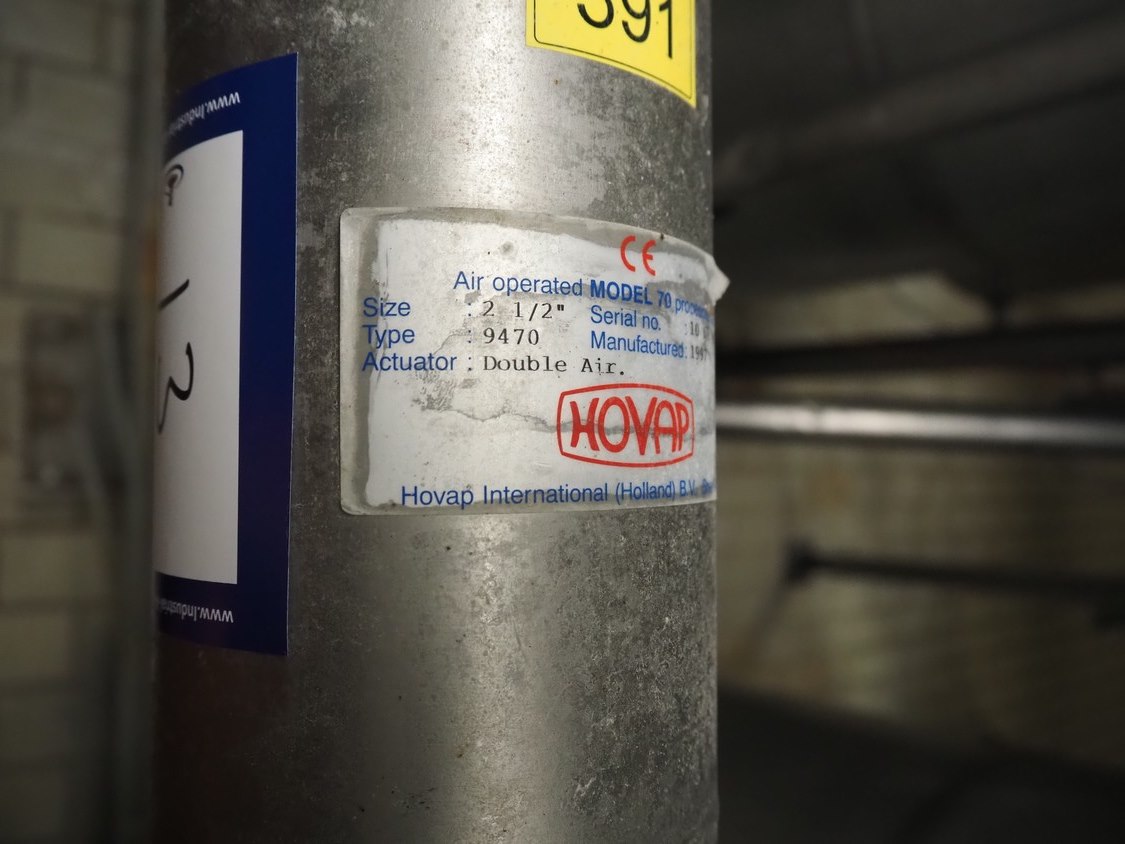 391
CE
Air operated MODEL 70
Size : 2 1/2" Serial no. :
Type : 9470 Manufactured:
Actuator : Double Air.
HOVAP
Hovap International (Holland) B.V.